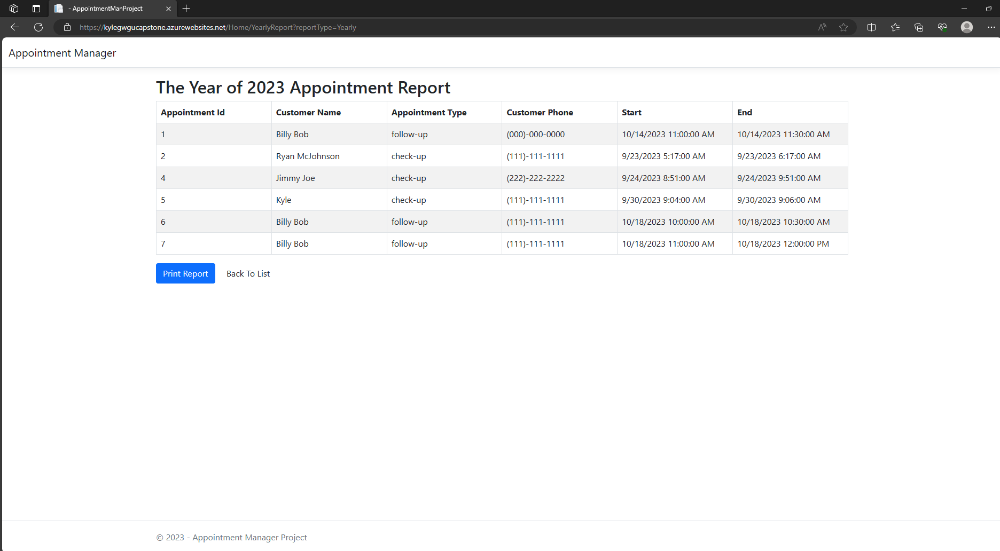 - AppointmentManProject
https://kylegwgucapstone.azurewebsites.net/Home/YearlyReport?reportType=Yearly
Appointment Manager
The Year of 2023 Appointment Report
Appointment Id Customer Name Appointment Type Customer Phone Start End
1 Billy Bob follow-up (000)-000-0000 10/14/2023 11:00:00 AM 10/14/2023 11:30:00 AM
2 Ryan McJohnson check-up (111)-111-1111 9/23/2023 5:17:00 AM 9/23/2023 6:17:00 AM
4 Jimmy Joe check-up (222)-222-2222 9/24/2023 8:51:00 AM 9/24/2023 9:51:00 AM
5 Kyle check-up (111)-111-1111 9/30/2023 9:04:00 AM 9/30/2023 9:06:00 AM
6 Billy Bob follow-up (111)-111-1111 10/18/2023 10:00:00 AM 10/18/2023 10:30:00 AM
7 Billy Bob follow-up (111)-111-1111 10/18/2023 11:00:00 AM 10/18/2023 12:00:00 PM
Print Report Back To List
© 2023 - Appointment Manager Project